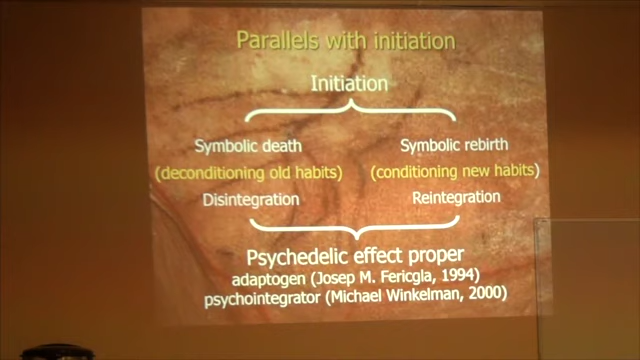 Parallels with initiation
Initiation
Symbolic death Symbolic rebirth
(deconditioning old habits) (conditioning new habits)
Disintegration Reintegration
Psychedelic effect proper
adaptogen (Josep M. Fericgla, 1994)
psychointegrator (Michael Winkelman, 2000)